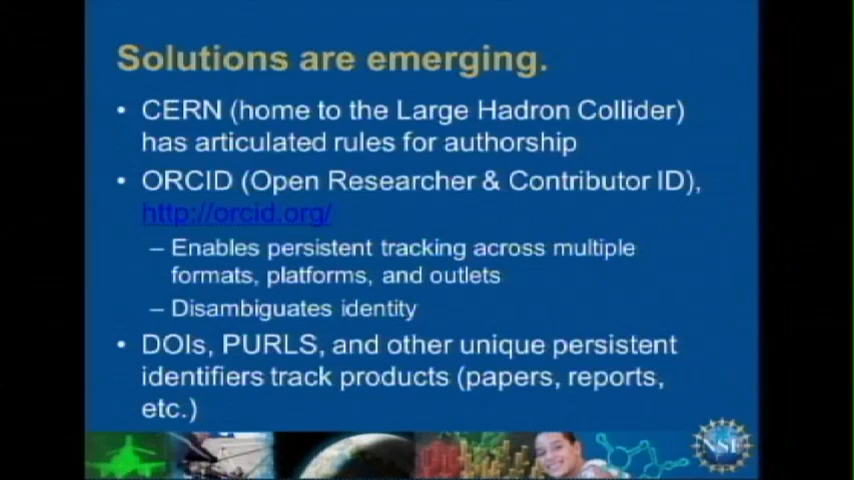 Solutions are emerging.
• CERN (home to the Large Hadron Collider)
has articulated rules for authorship
• ORCID (Open Researcher & Contributor ID),
http://orcid.org/
– Enables persistent tracking across multiple
formats, platforms, and outlets
– Disambiguates identity
• DOIs, PURLS, and other unique persistent
identifiers track products (papers, reports,
etc.)
NSF